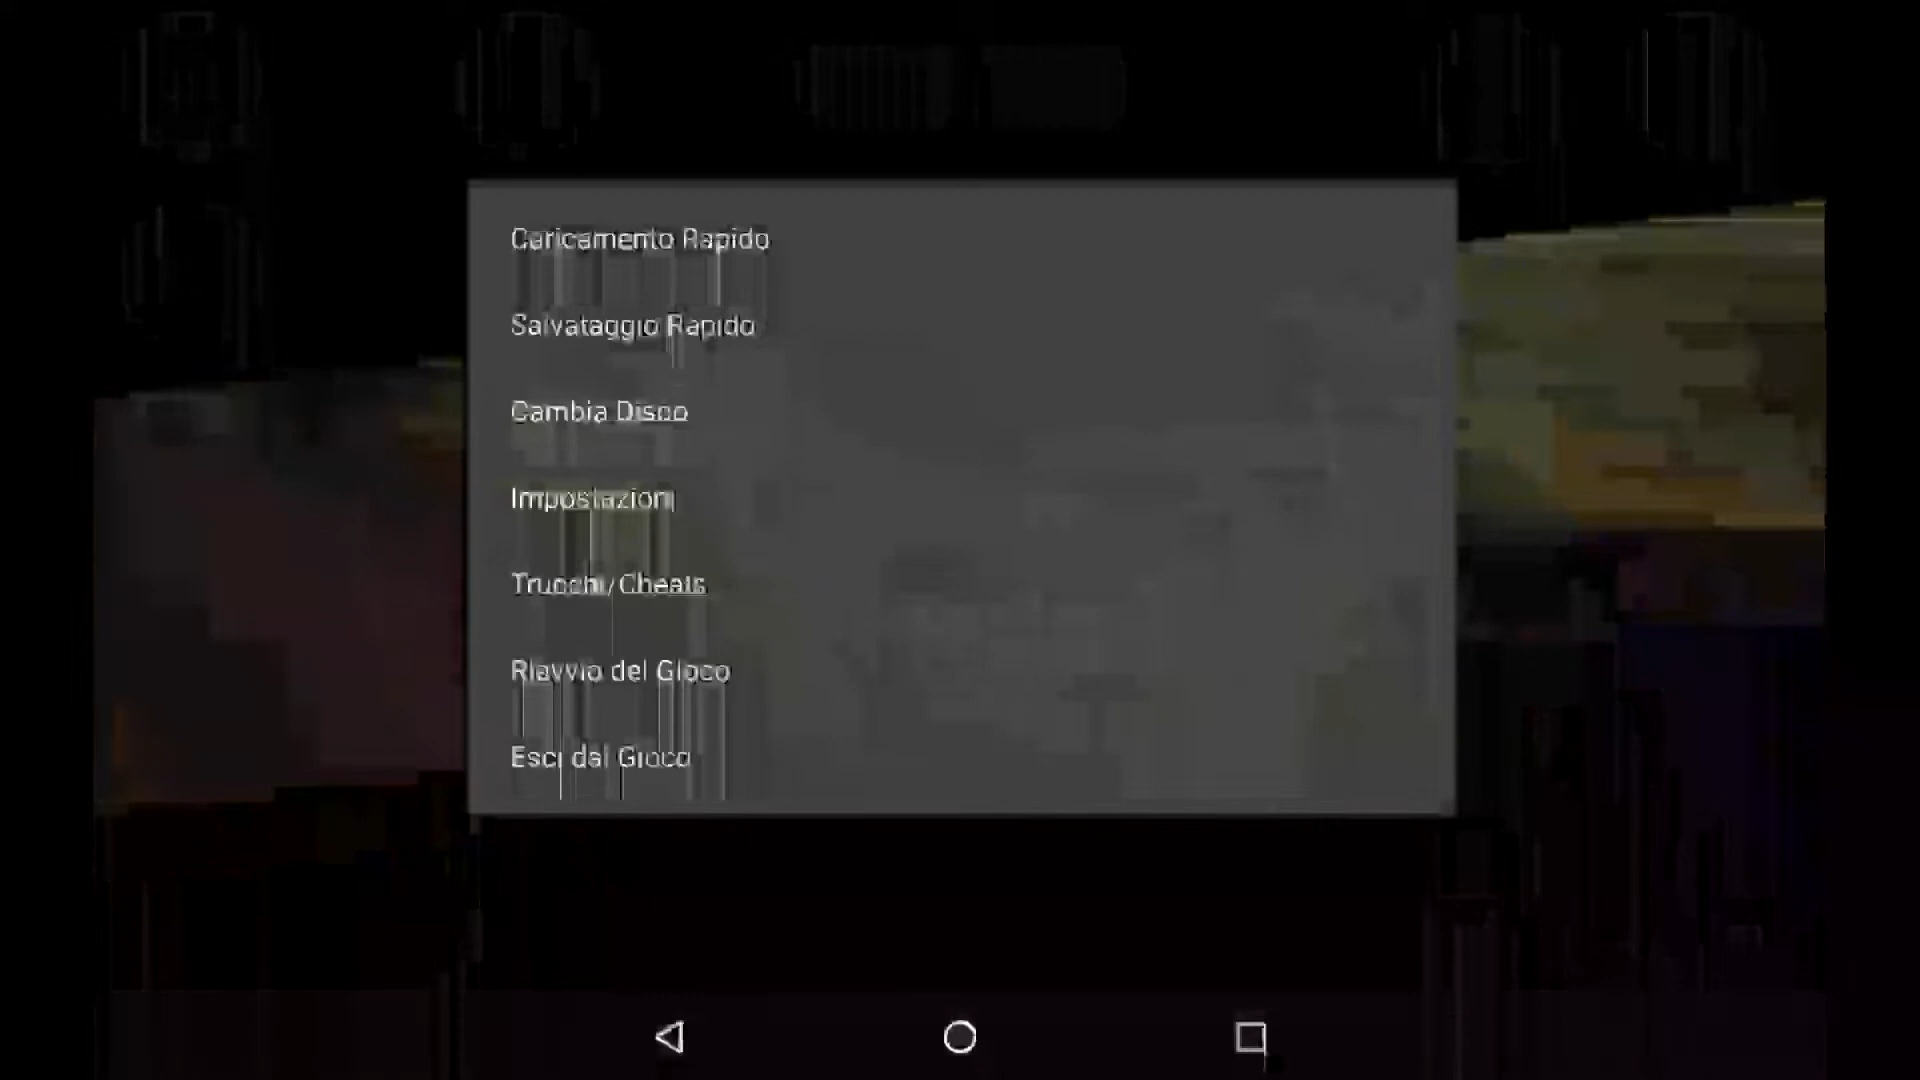 Caricamento Rapido
Salvataggio Rapido
Cambia Disco
Impostazioni
Trucchi/Cheats
Riavvio del Gioco
Esci dal Gioco